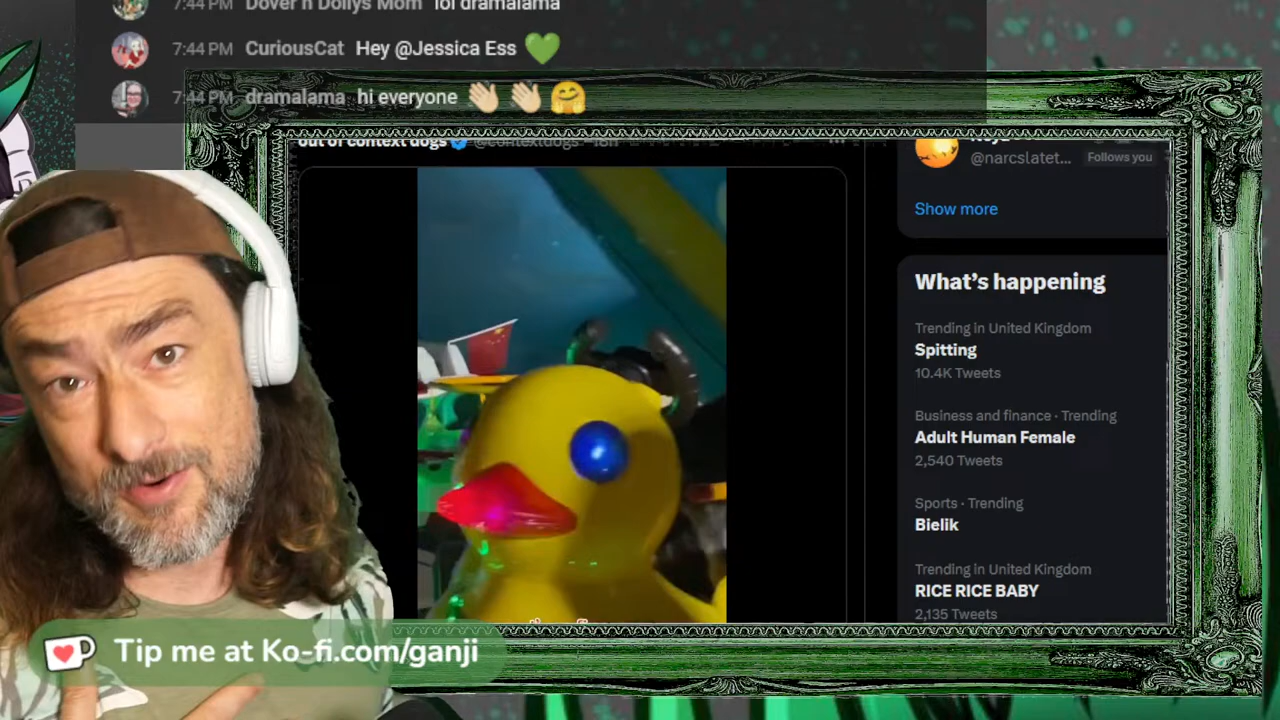 7:44 PM Dover n Dollys Mom lol dramalama
7:44 PM CuriousCat Hey @Jessica Ess 💚
7:44 PM dramalama hi everyone 👋🏻 👋🏻 🤗
out of context dogs @contextdogs · 18h
@narcslatet... Follows you
Show more
What's happening
Trending in United Kingdom
Spitting
10.4K Tweets
Business and finance · Trending
Adult Human Female
2,540 Tweets
Sports · Trending
Bielik
Trending in United Kingdom
RICE RICE BABY
2,135 Tweets
Tip me at Ko-fi.com/ganji